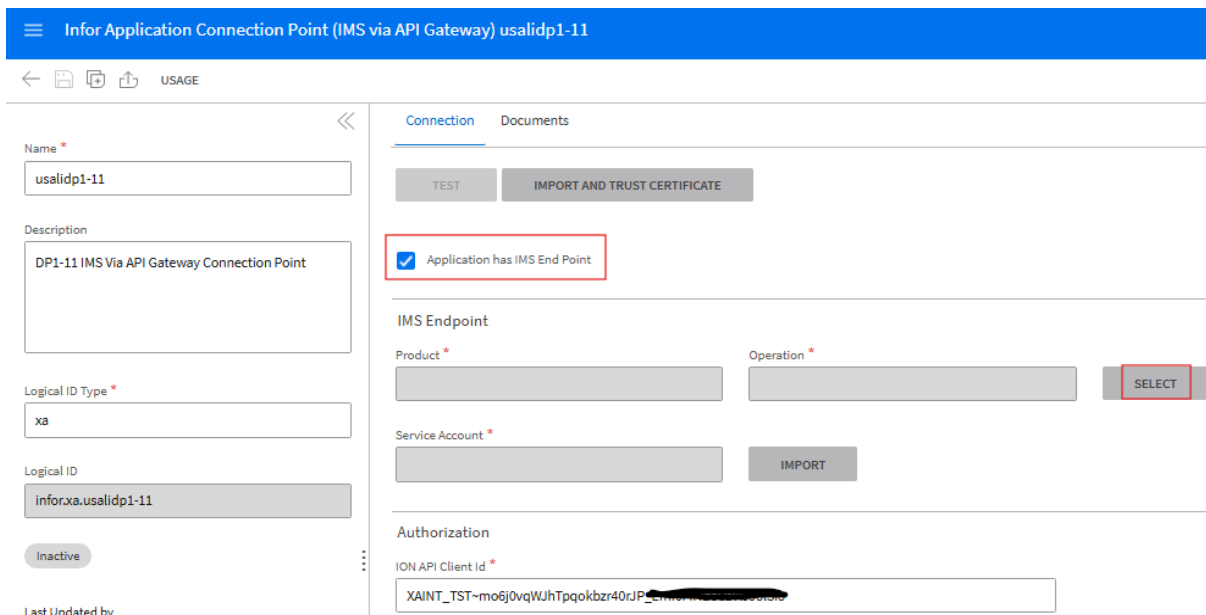 Infor Application Connection Point (IMS via API Gateway) usalidp1-11
USAGE
Name *
usalidp1-11
Description
DP1-11 IMS Via API Gateway Connection Point
Logical ID Type *
xa
Logical ID
infor.xa.usalidp1-11
Inactive
Last Updated by
Connection Documents
TEST IMPORT AND TRUST CERTIFICATE
Application has IMS End Point
IMS Endpoint
Product * Operation *
SELECT
Service Account *
IMPORT
Authorization
ION API Client Id *